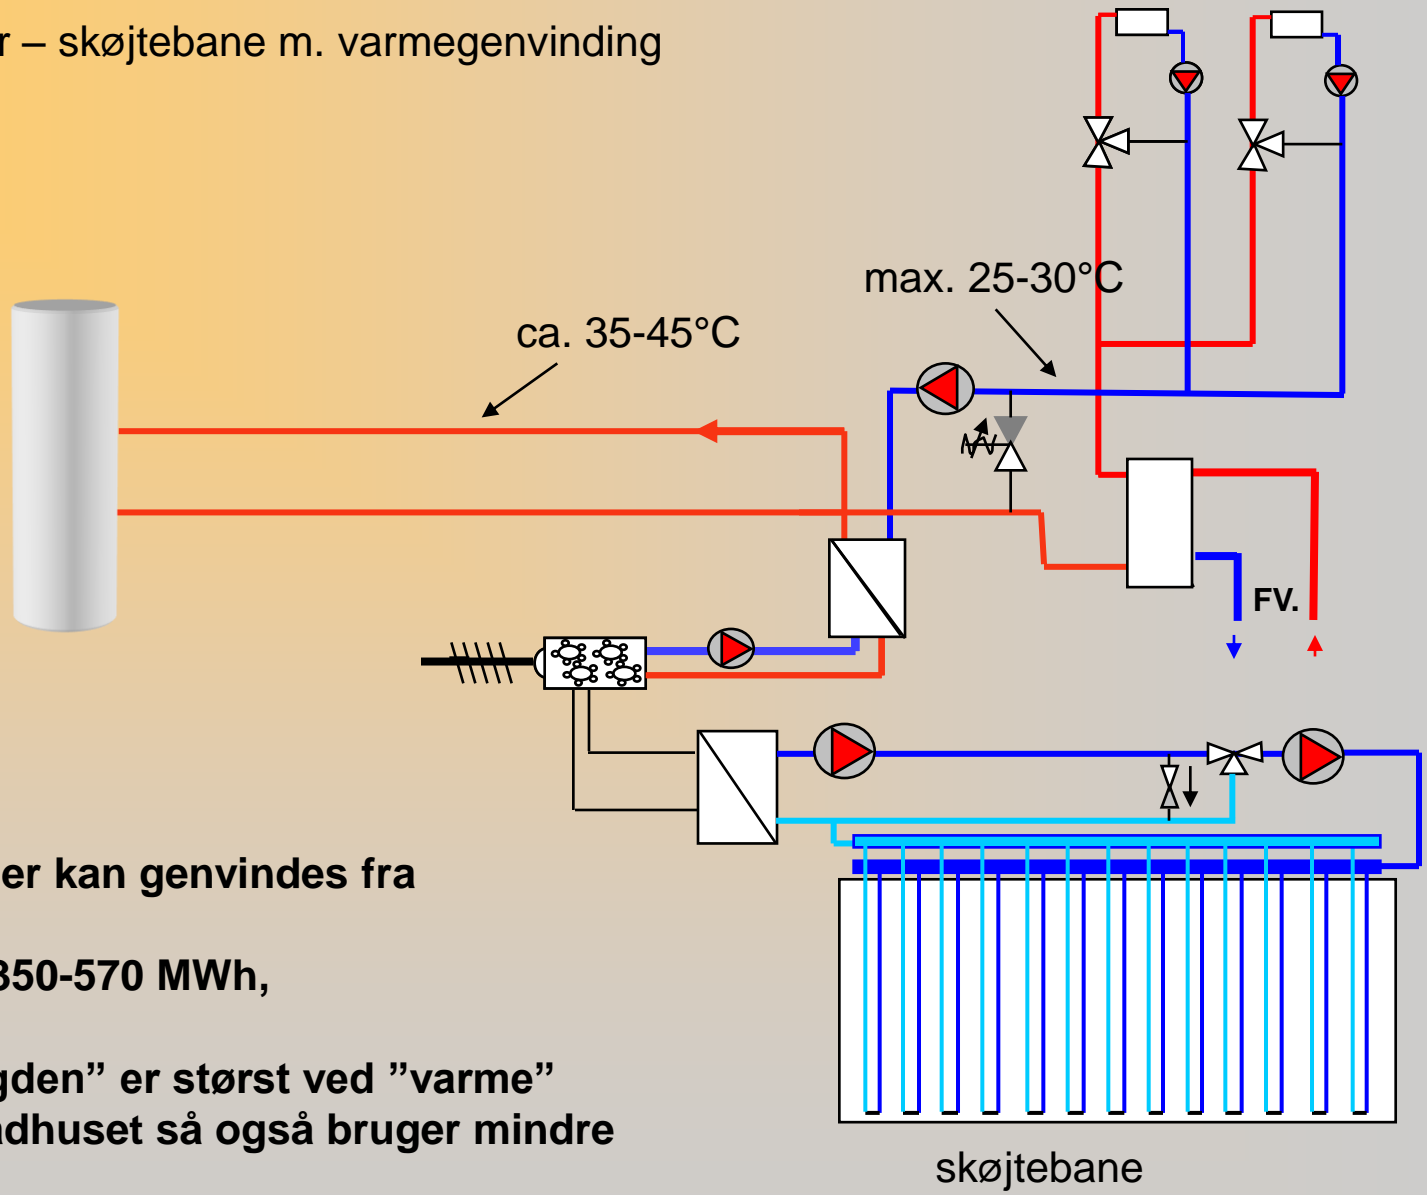 r – skøjtebane m. varmegenvinding
max. 25-30°C
ca. 35-45°C
FV.
er kan genvindes fra
350-570 MWh,
gden” er størst ved ”varme”
adhuset så også bruger mindre
skøjtebane